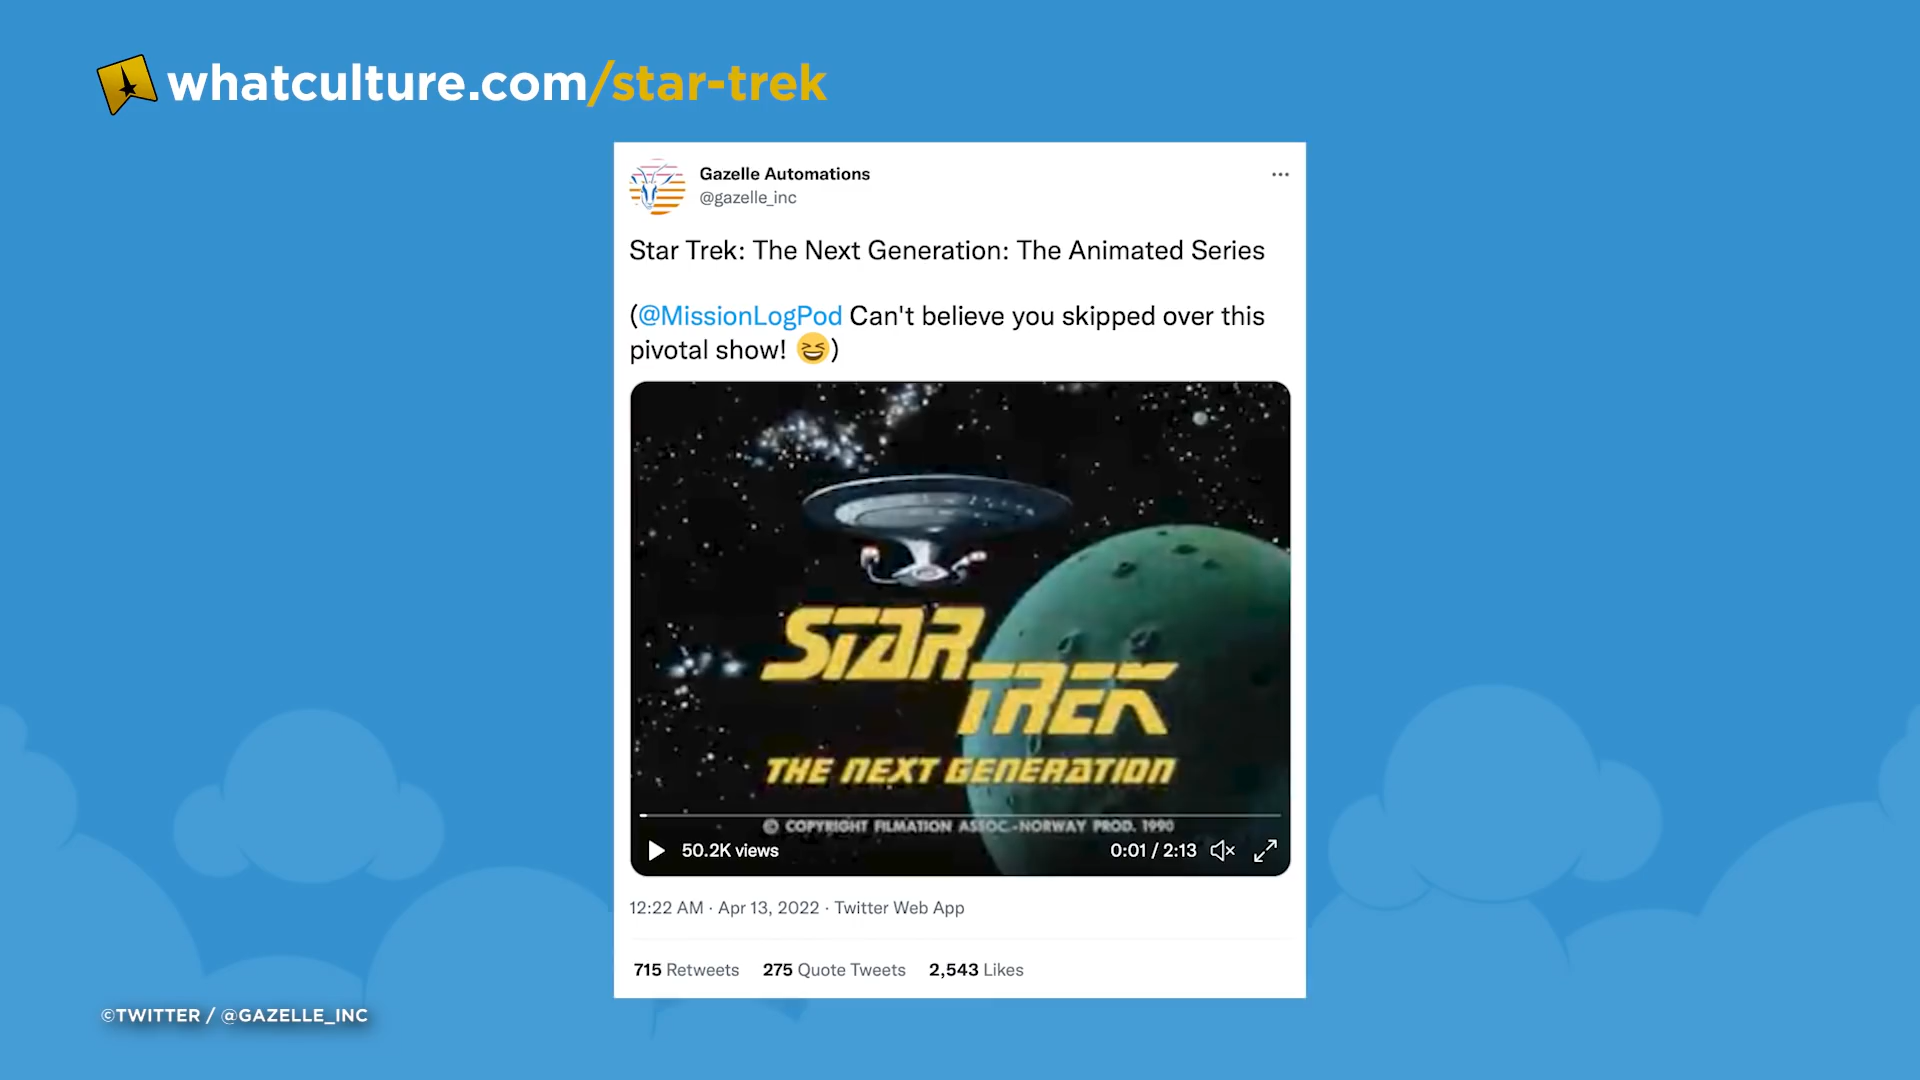 whatculture.com/star-trek
Gazelle Automations
@gazelle_inc
Star Trek: The Next Generation: The Animated Series
(@MissionLogPod Can't believe you skipped over this
pivotal show! 😆)
STAR
TREK
THE NEXT GENERATION
© COPYRIGHT FILMATION ASSOC.-NORWAY PROD. 1990
50.2K views
0:01 / 2:13
12:22 AM · Apr 13, 2022 · Twitter Web App
715 Retweets 275 Quote Tweets 2,543 Likes
©TWITTER / @GAZELLE_INC